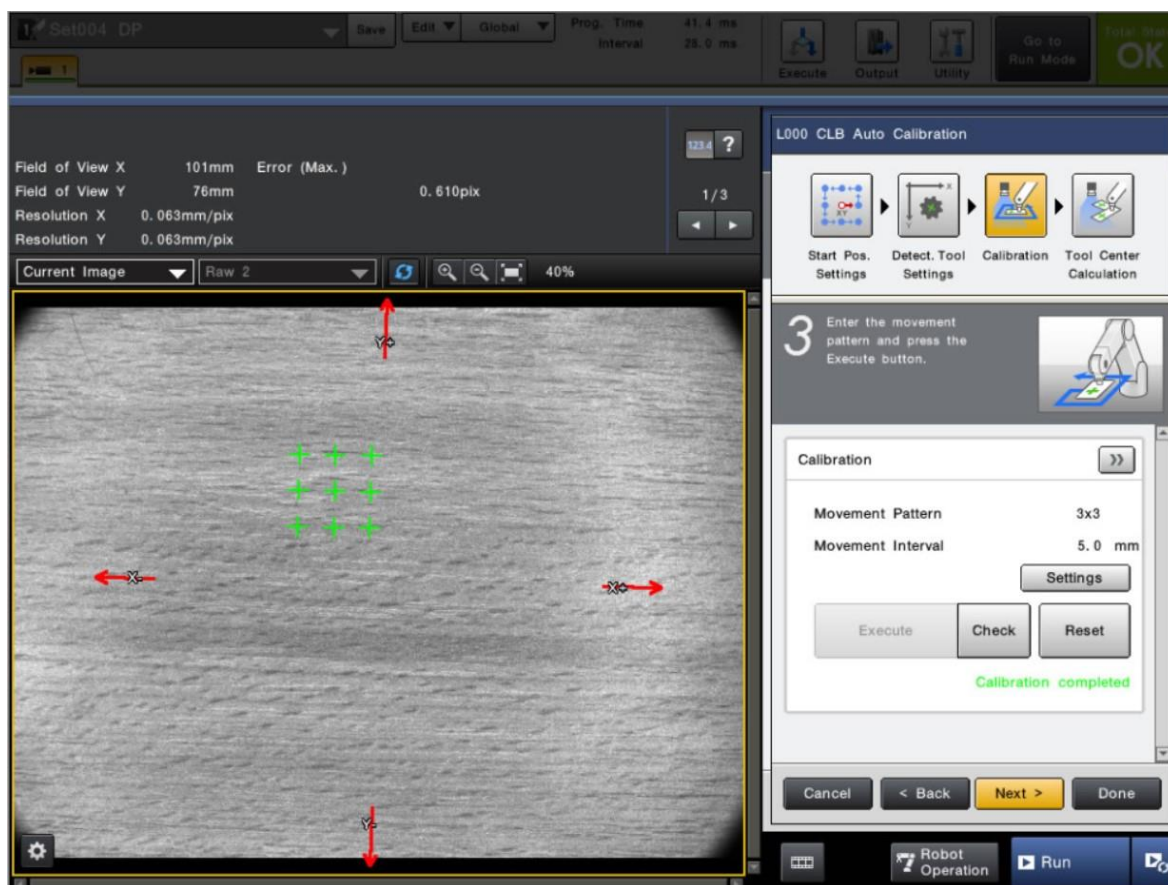 Set004 DP
Save
Edit
Global
Prog. Time 41.4 ms
Interval 28.0 ms
Execute
Output
Utility
Go to
Run Mode
OK
1
Field of View X 101mm Error (Max.)
Field of View Y 76mm 0.610pix
Resolution X 0.063mm/pix
Resolution Y 0.063mm/pix
123.4 ?
1/3
Current Image
Raw 2
40%
Y+
X-
X+
Y-
L000 CLB Auto Calibration
XY
X
Y
Start Pos.
Settings
Detect. Tool
Settings
Calibration
Tool Center
Calculation
3
Enter the movement
pattern and press the
Execute button.
Calibration
Movement Pattern 3x3
Movement Interval 5.0 mm
Settings
Execute
Check
Reset
Calibration completed
Cancel
< Back
Next >
Done
Robot
Operation
Run